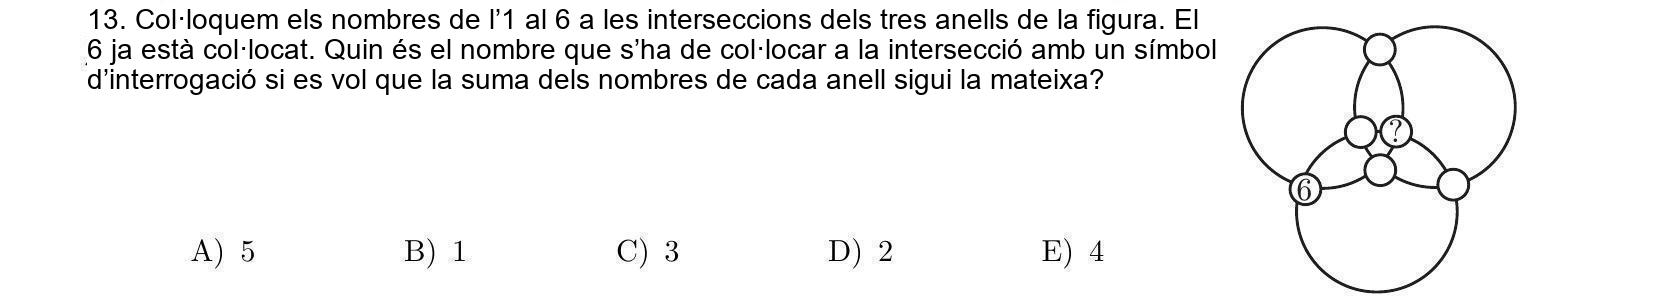 13. Col·loquem els nombres de l’1 al 6 a les interseccions dels tres anells de la figura. El
6 ja està col·locat. Quin és el nombre que s’ha de col·locar a la intersecció amb un símbol
d’interrogació si es vol que la suma dels nombres de cada anell sigui la mateixa?
?
6
A) 5 B) 1 C) 3 D) 2 E) 4